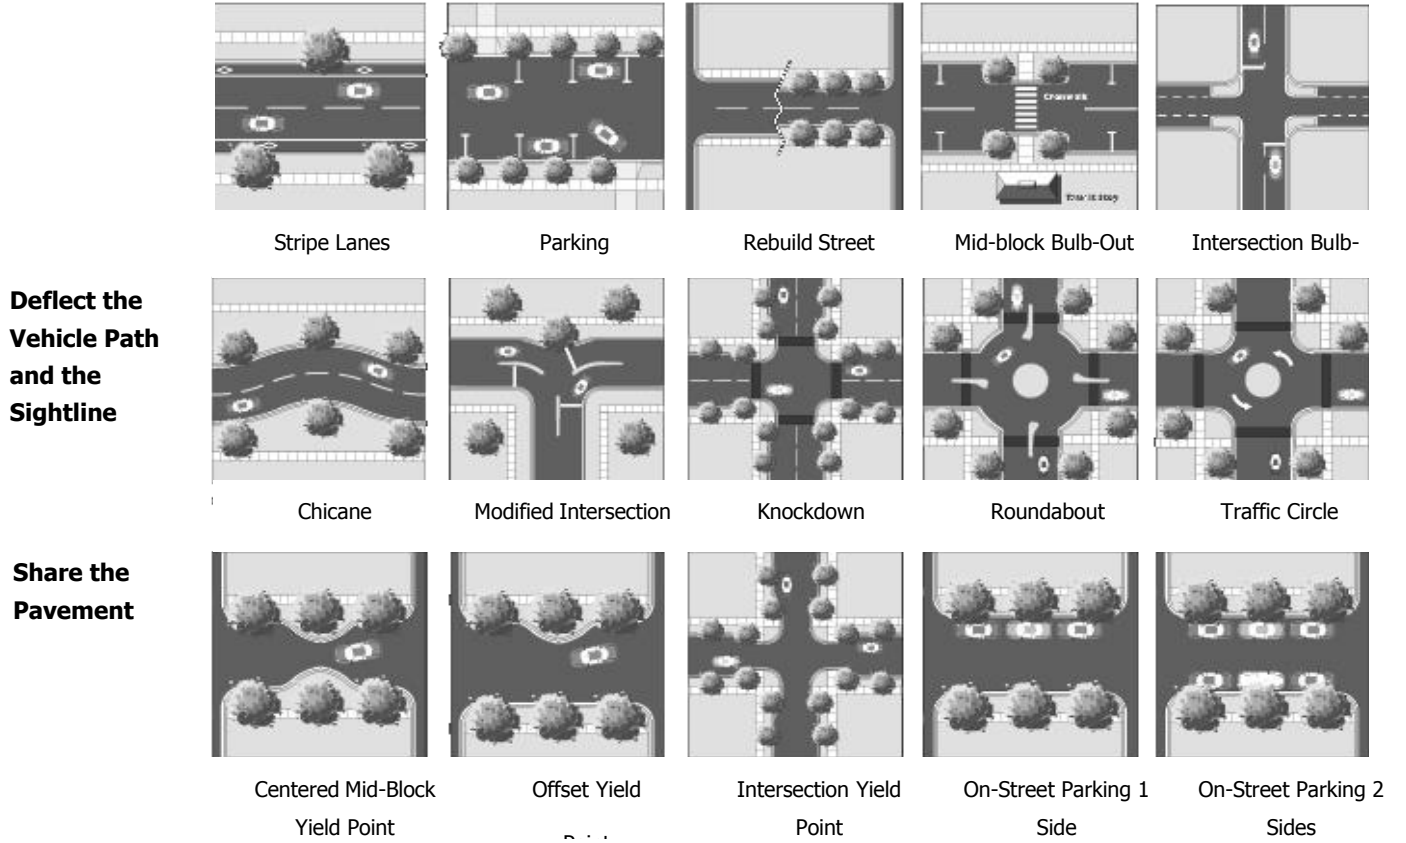 Crosswalk
Stripe Lanes
Parking
Rebuild Street
Mid-block Bulb-Out
Intersection Bulb-
Deflect the
Vehicle Path
and the
Sightline
Chicane
Modified Intersection
Knockdown
Roundabout
Traffic Circle
Share the
Pavement
Centered Mid-Block
Yield Point
Offset Yield
Intersection Yield
Point
On-Street Parking 1
Side
On-Street Parking 2
Sides